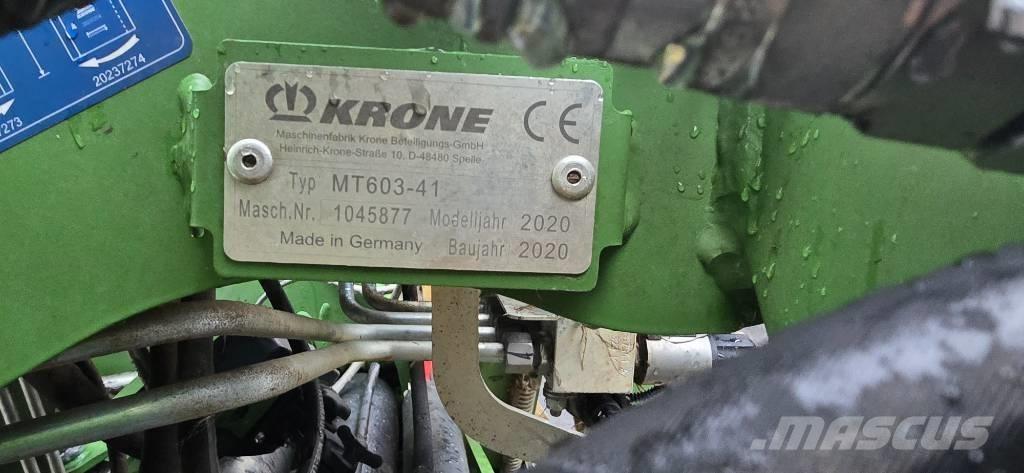 20237274
7273
KRONE CE
Maschinenfabrik Krone Beteiligungs-GmbH
Heinrich-Krone-Straße 10, D-48480 Spelle
Typ MT603-41
Masch.Nr. 1045877 Modelljahr 2020
Made in Germany Baujahr 2020
MASCUS